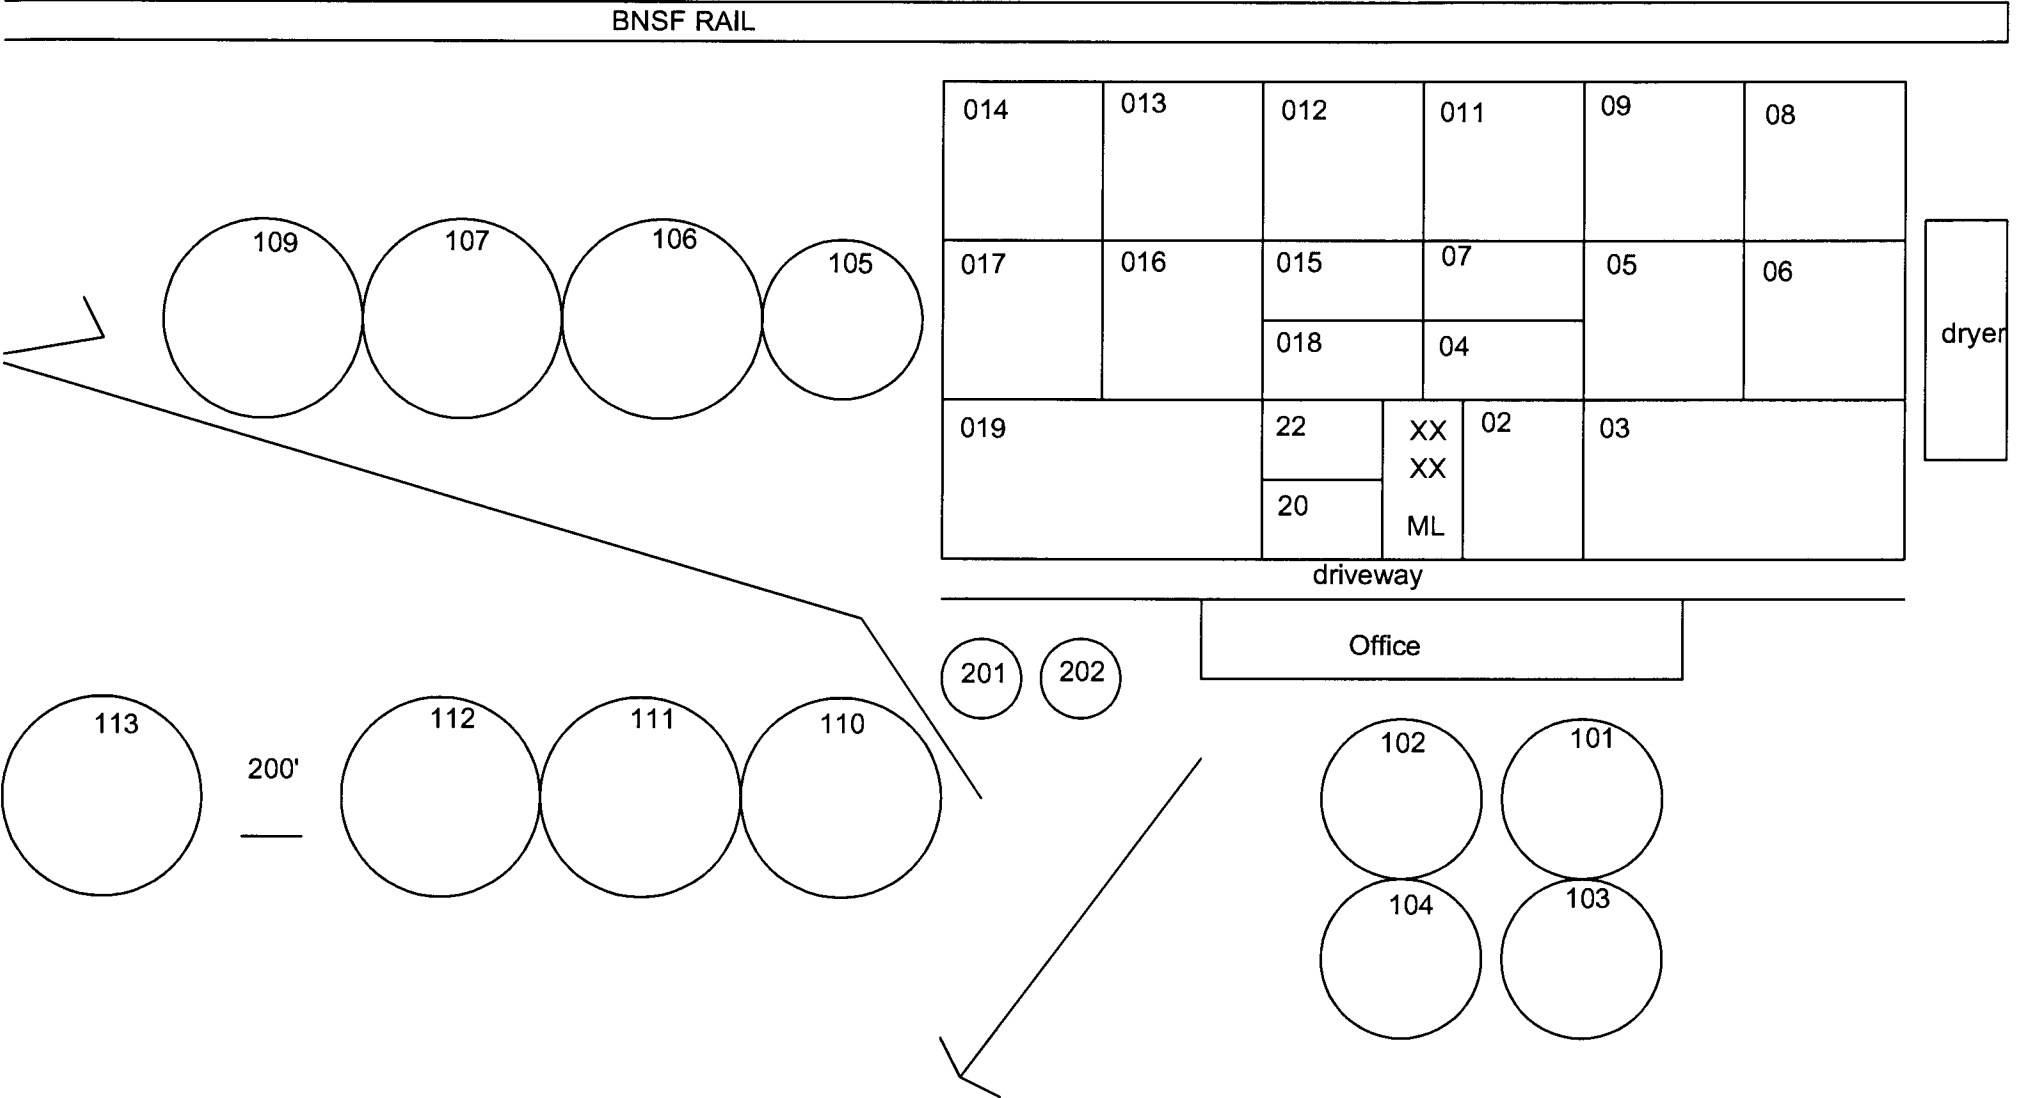 BNSF RAIL
014 013 012 011 09 08
109 107 106 105
017 016 015 07 05 06
018 04
dryer
019 22 XX 02 03
XX
20
ML
driveway
Office
201 202
113 112 111 110
200'
102 101
104 103